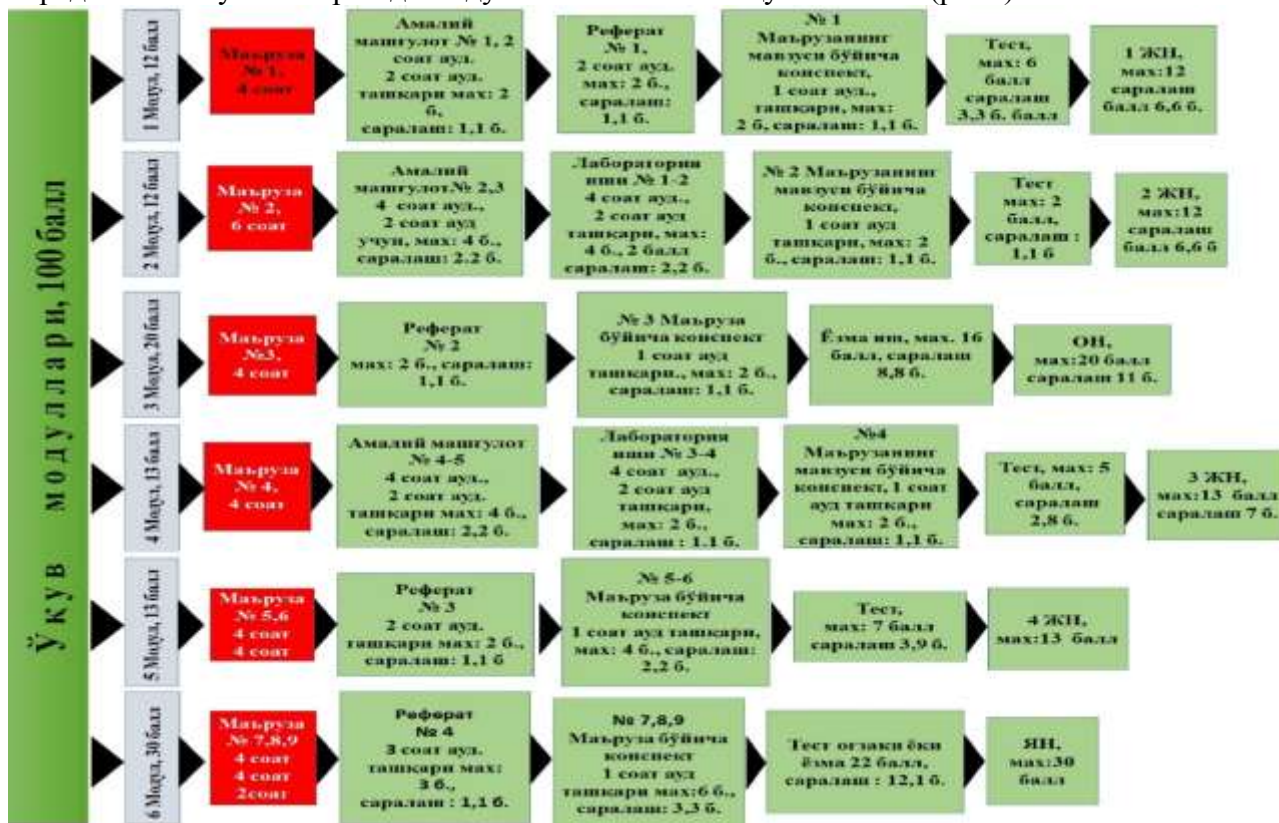 Ўқув модуллари, 100 балл
1 Модул, 12 балл
Маъруза
№ 1,
4 соат
Амалий
машгулот № 1, 2
соат ауд.
2 соат ауд.
ташкари мах: 2
б,
саралаш: 1,1 б.
Реферат
№ 1,
2 соат ауд.
мах: 2 б.,
саралаш:
1,1 б.
№ 1
Маърузанинг
мавзуси бўйича
конспект,
1 соат ауд.,
ташкари, мах:
2 б, саралаш: 1,1 б.
Тест,
мах: 6
балл
саралаш
3,3 б. балл
1 ЖН,
мах:12
саралаш
балл 6,6 б.
2 Модул, 12 балл
Маъруза
№ 2,
6 соат
Амалий
машгулот№ 2,3
4 соат ауд.,
2 соат ауд
учун, мах: 4 б.,
саралаш: 2.2 б.
Лаборатория
иши № 1-2
4 соат ауд.,
2 соат ауд
ташкари, мах:
4 б., 2 балл
саралаш: 2,2 б.
№ 2 Маърузанинг
мавзуси бўйича
конспект,
1 соат ауд
ташкари, мах: 2
б., саралаш: 1,1 б.
Тест
мах: 2
балл,
саралаш :
1,1 б
2 ЖН,
мах:12
саралаш
балл 6,6 б
3 Модул, 20 балл
Маъруза
№3,
4 соат
Реферат
№ 2
мах: 2 б., саралаш:
1,1 б.
№ 3 Маъруза
бўйича конспект
1 соат ауд
ташкари., мах: 2 б.,
саралаш: 1,1 б.
Ёзма иш, мах. 16
балл, саралаш
8,8 б.
ОН,
мах:20 балл
саралаш 11 б.
4 Модул, 13 балл
Маъруза
№ 4,
4 соат
Амалий машгулот
№ 4-5
4 соат ауд.,
2 соат ауд.
ташкари мах: 4 б.,
саралаш: 2,2 б.
Лаборатория
иши № 3-4
4 соат ауд.,
2 соат ауд
ташкари,
мах: 2 б.,
саралаш : 1.1 б.
№4
Маърузанинг
мавзуси бўйича
конспект, 1 соат
ауд ташкари
мах: 2 б.,
саралаш: 1,1 б.
Тест, мах: 5
балл,
саралаш
2,8 б.
3 ЖН,
мах:13 балл
саралаш 7 б.
5 Модул, 13 балл
Маъруза
№ 5,6
4 соат
4 соат
Реферат
№ 3
2 соат ауд.
ташкари мах: 2 б.,
саралаш: 1,1 б
№ 5-6
Маъруза бўйича
конспект
1 соат ауд ташкари,
мах: 4 б., саралаш:
2,2 б.
Тест,
мах: 7 балл
саралаш 3,9 б.
4 ЖН,
мах:13 балл
6 Модул, 30 балл
Маъруза
№ 7,8,9
4 соат
4 соат
2соат
Реферат
№ 4
3 соат ауд.
ташкари мах:
3 б.,
саралаш : 1,1 б.
№ 7,8,9
Маъруза бўйича
конспект
1 соат ауд
ташкари мах:6 б.,
саралаш: 3,3 б.
Тест огзаки ёки
ёзма 22 балл,
саралаш : 12,1 б.
ЯН,
мах:30
балл